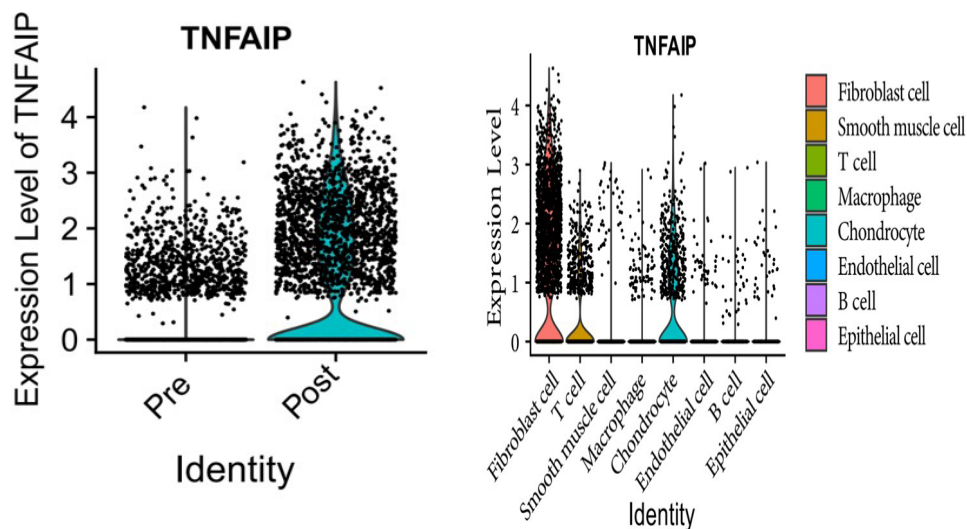 TNFAIP
Expression Level of TNFAIP
4
3
2
1
0
Pre
Post
Identity
TNFAIP
Expression Level
4
3
2
1
0
Fibroblast cell
T cell
Smooth muscle cell
Macrophage
Chondrocyte
Endothelial cell
B cell
Epithelial cell
Identity
Fibroblast cell
Smooth muscle cell
T cell
Macrophage
Chondrocyte
Endothelial cell
B cell
Epithelial cell